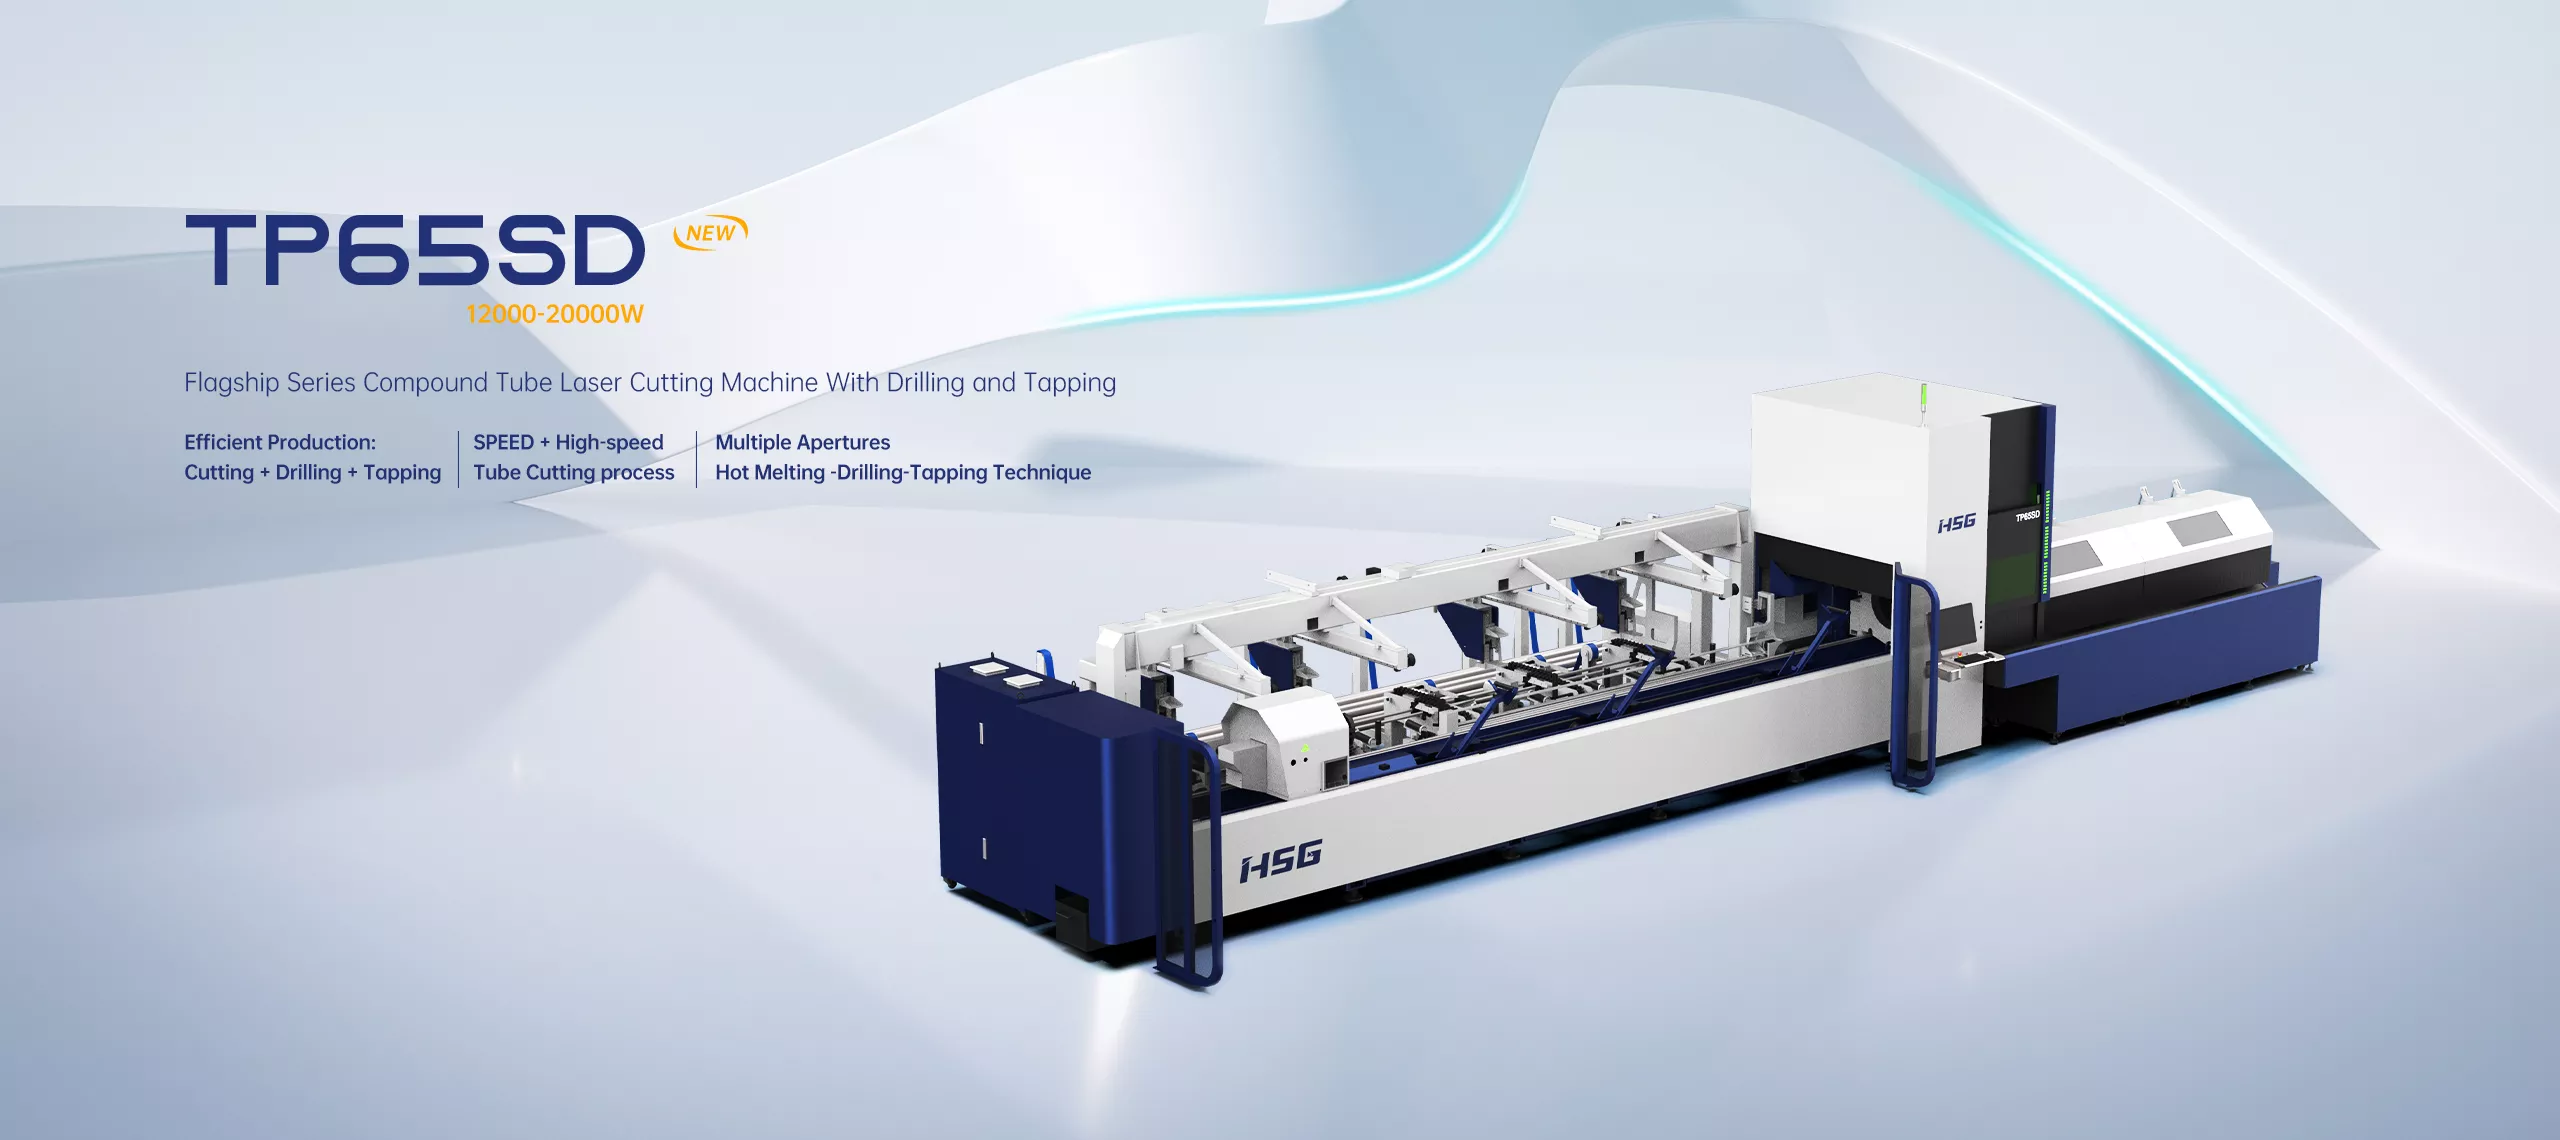 TP65SD
NEW
12000-20000W
Flagship Series Compound Tube Laser Cutting Machine With Drilling and Tapping
Efficient Production:
Cutting + Drilling + Tapping
SPEED + High-speed
Tube Cutting process
Multiple Apertures
Hot Melting -Drilling-Tapping Technique
HSG
TP65SD
HSG